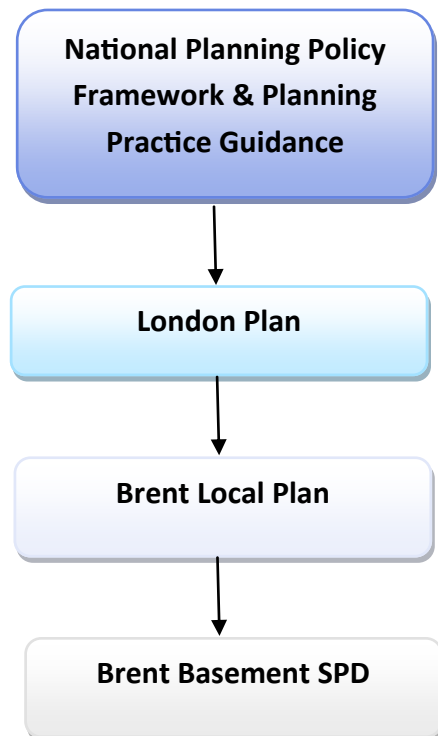 National Planning Policy
Framework & Planning
Practice Guidance
London Plan
Brent Local Plan
Brent Basement SPD